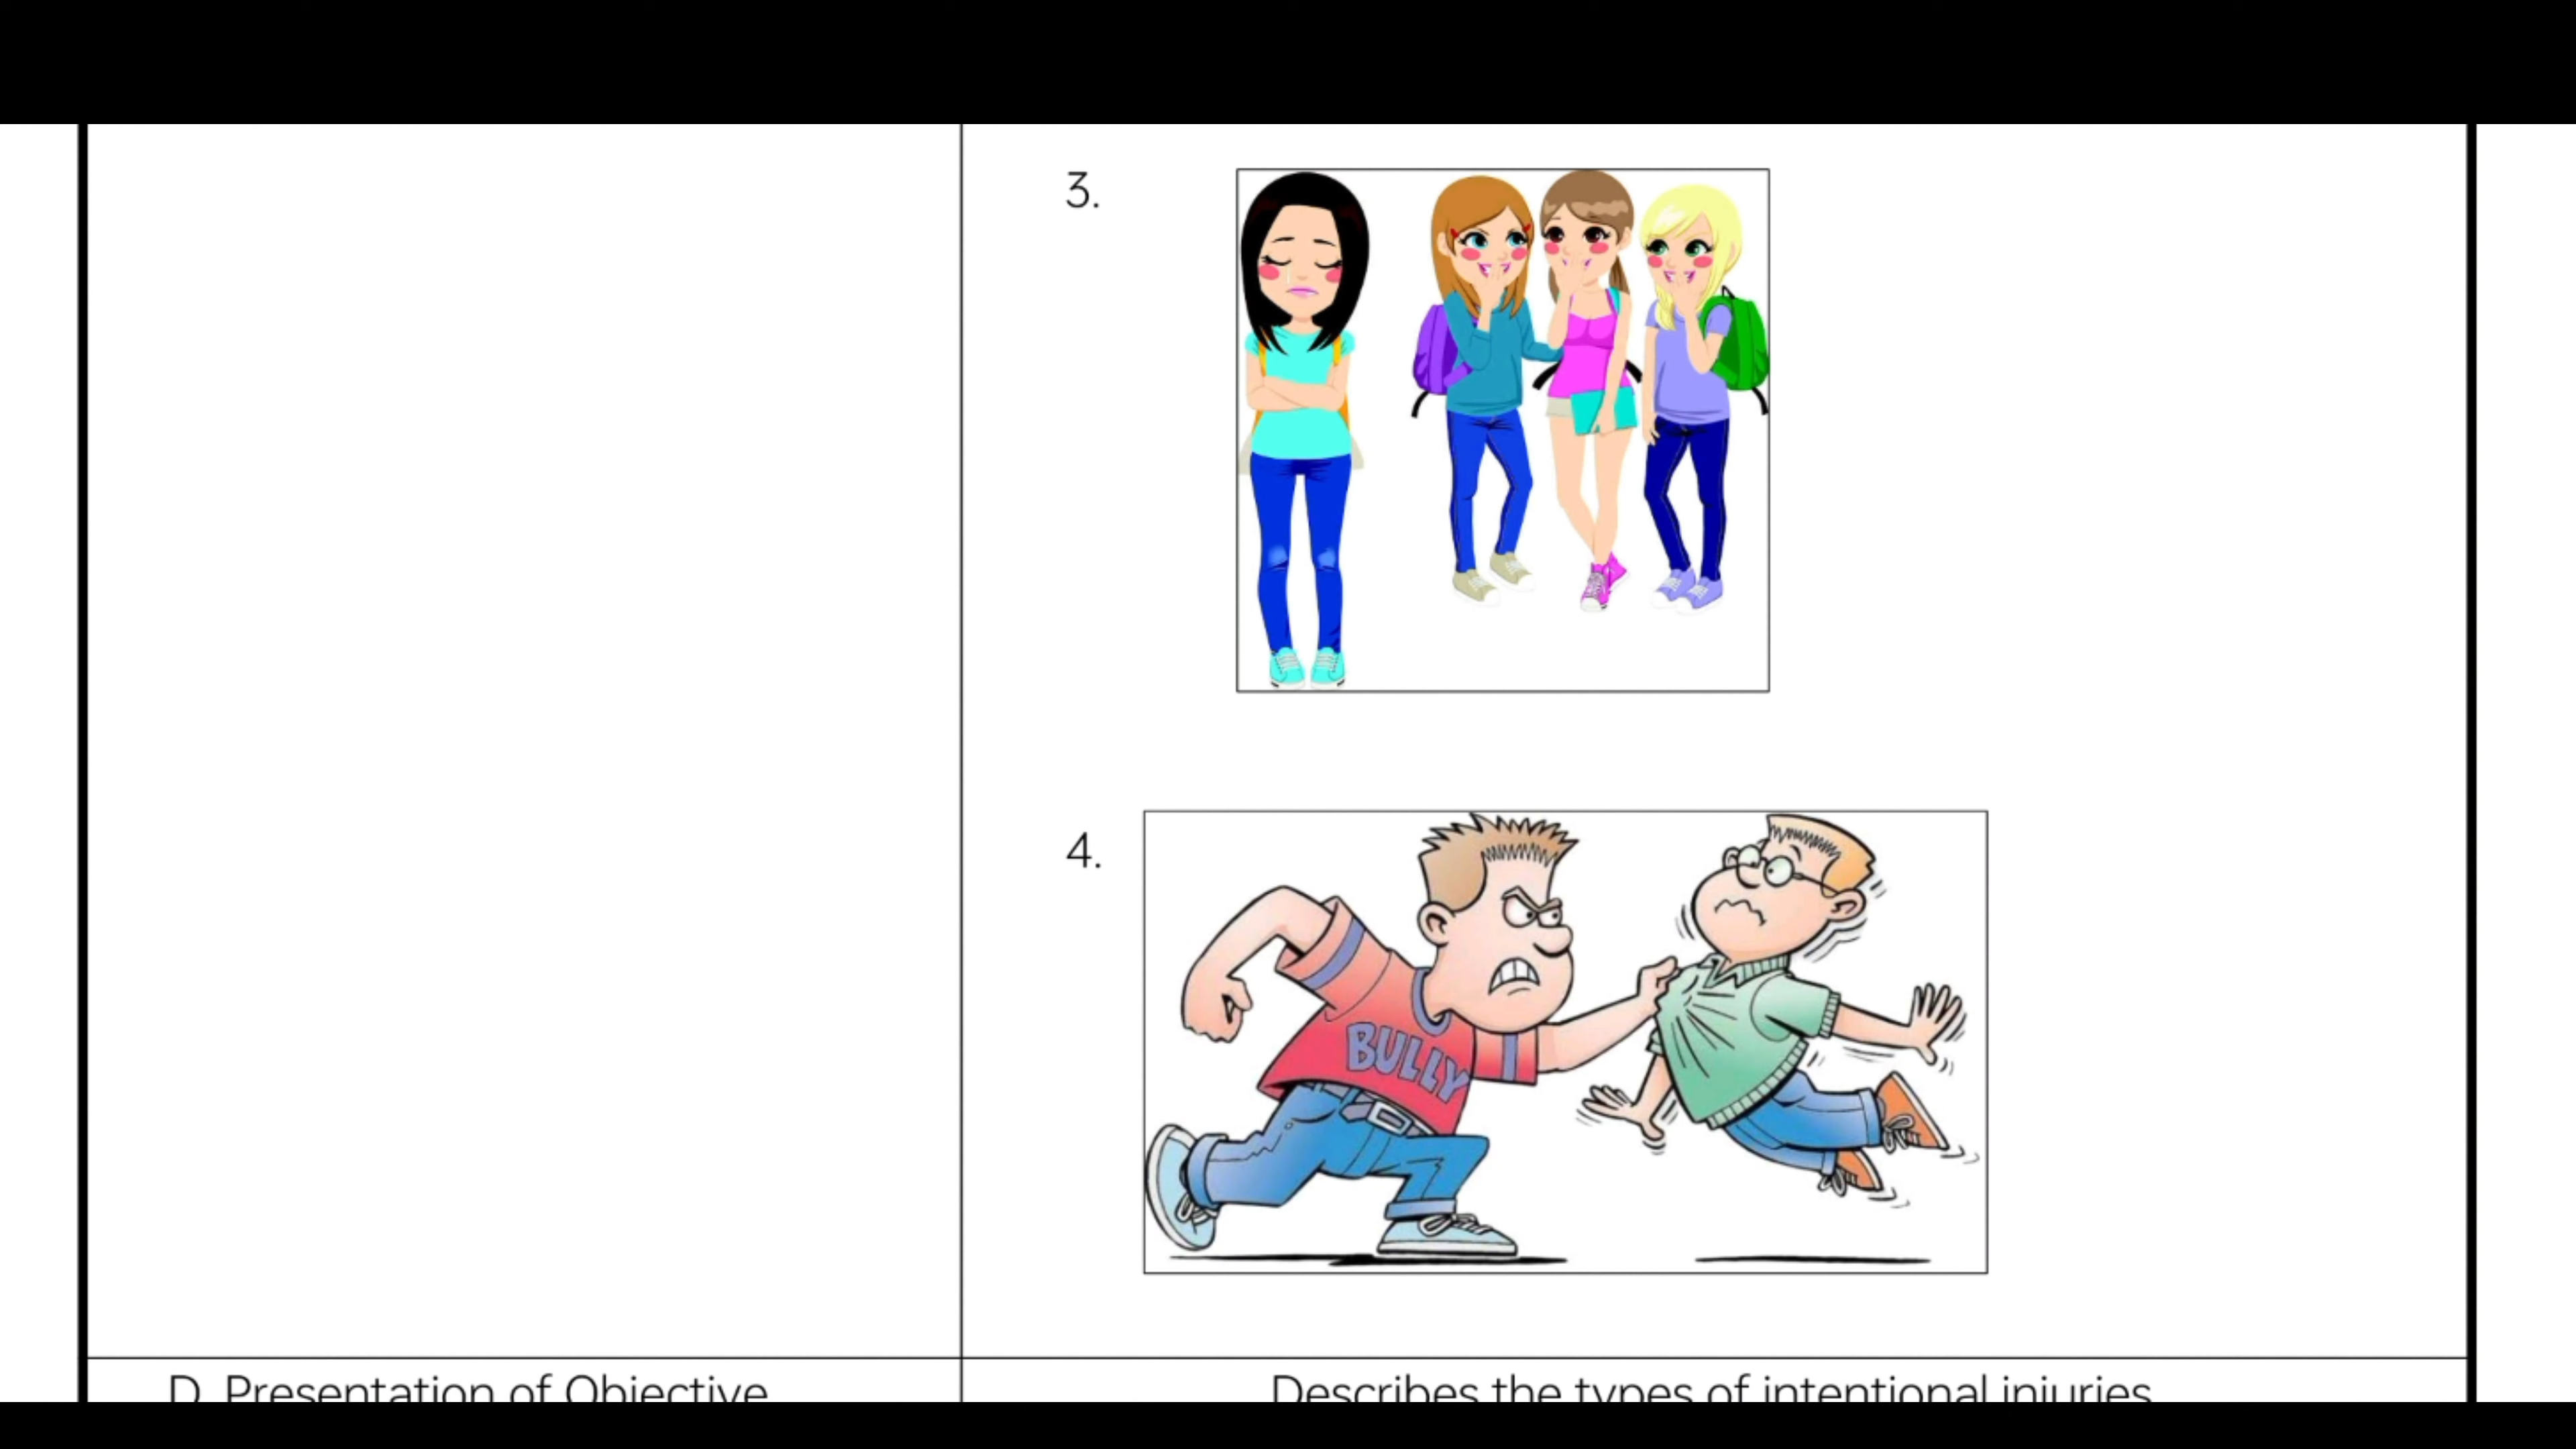 3.
4.
BULLY
D. Presentation of Objective
Describes the types of intentional injuries